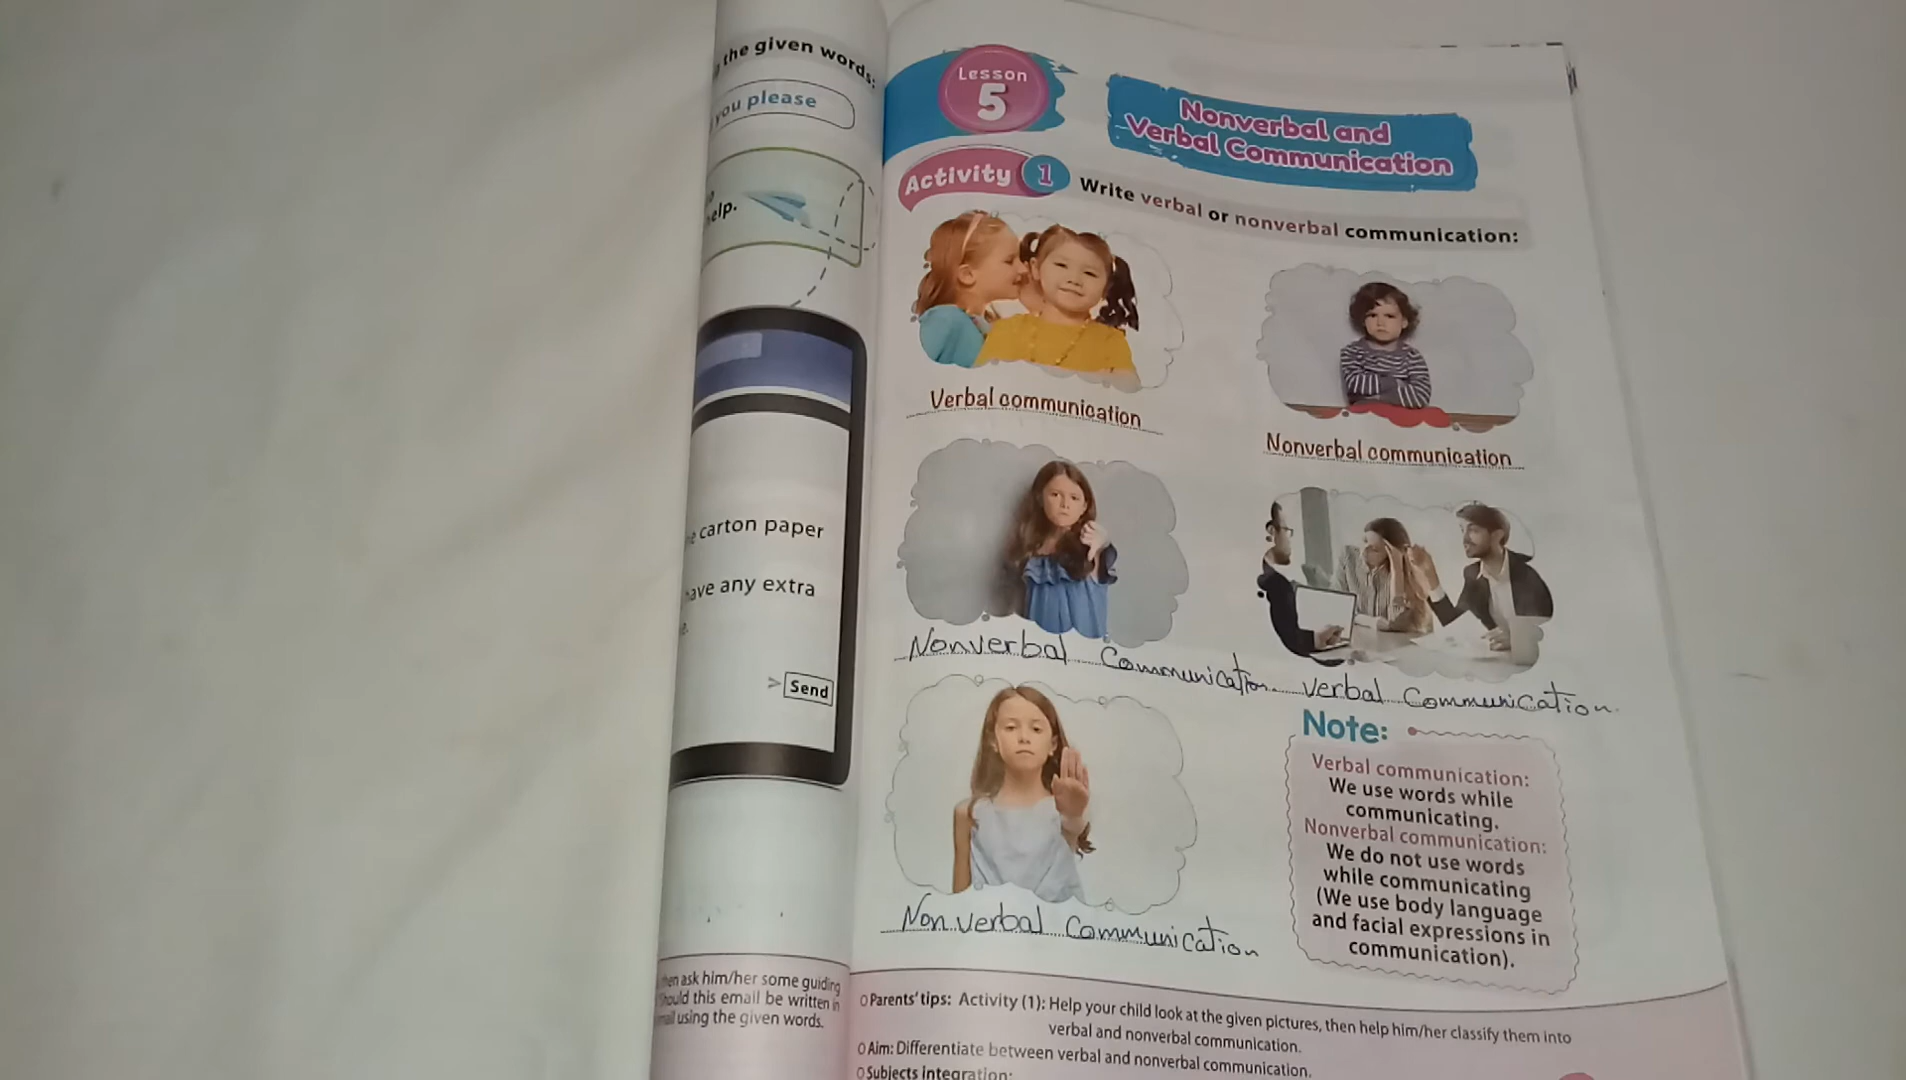 the given words:
you please
elp.
carton paper
have any extra
> Send
then ask him/her some guiding
Should this email be written in
using the given words.
Lesson
5
Nonverbal and
Verbal Communication
Activity 1 Write verbal or nonverbal communication:
Verbal communication
Nonverbal communication
Nonverbal Communication
verbal Communication.
Nonverbal Communication
Note:
Verbal communication:
We use words while
communicating.
Nonverbal communication:
We do not use words
while communicating
(We use body language
and facial expressions in
communication).
Parents' tips: Activity (1): Help your child look at the given pictures, then help him/her classify them into
verbal and nonverbal communication.
Aim: Differentiate between verbal and nonverbal communication.
Subjects integration: